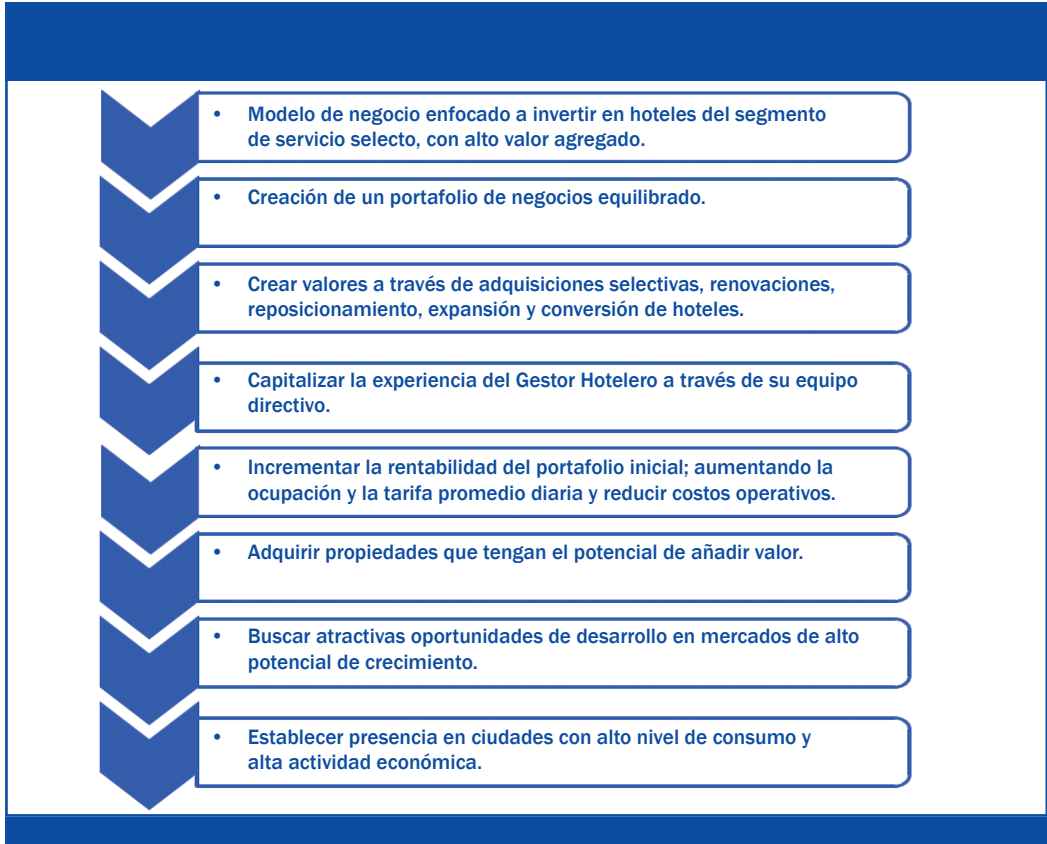 • Modelo de negocio enfocado a invertir en hoteles del segmento
de servicio selecto, con alto valor agregado.
• Creación de un portafolio de negocios equilibrado.
• Crear valores a través de adquisiciones selectivas, renovaciones,
reposicionamiento, expansión y conversión de hoteles.
• Capitalizar la experiencia del Gestor Hotelero a través de su equipo
directivo.
• Incrementar la rentabilidad del portafolio inicial; aumentando la
ocupación y la tarifa promedio diaria y reducir costos operativos.
• Adquirir propiedades que tengan el potencial de añadir valor.
• Buscar atractivas oportunidades de desarrollo en mercados de alto
potencial de crecimiento.
• Establecer presencia en ciudades con alto nivel de consumo y
alta actividad económica.